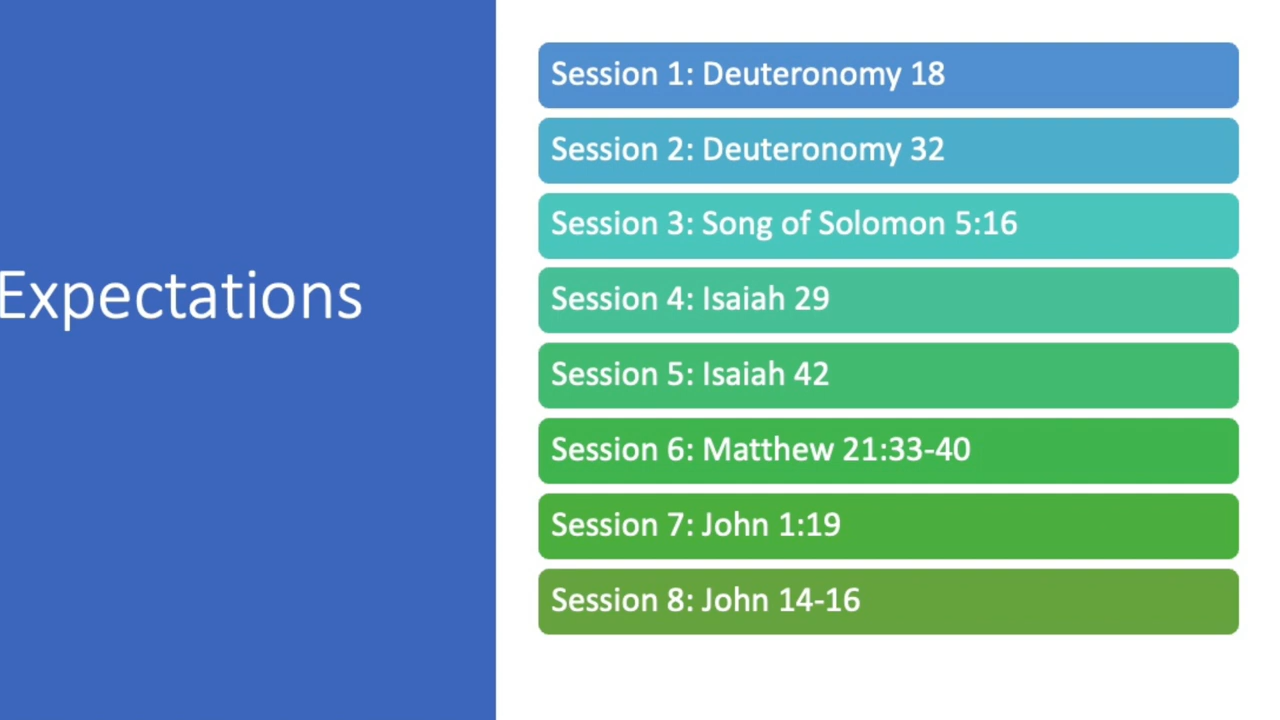 Expectations
Session 1: Deuteronomy 18
Session 2: Deuteronomy 32
Session 3: Song of Solomon 5:16
Session 4: Isaiah 29
Session 5: Isaiah 42
Session 6: Matthew 21:33-40
Session 7: John 1:19
Session 8: John 14-16